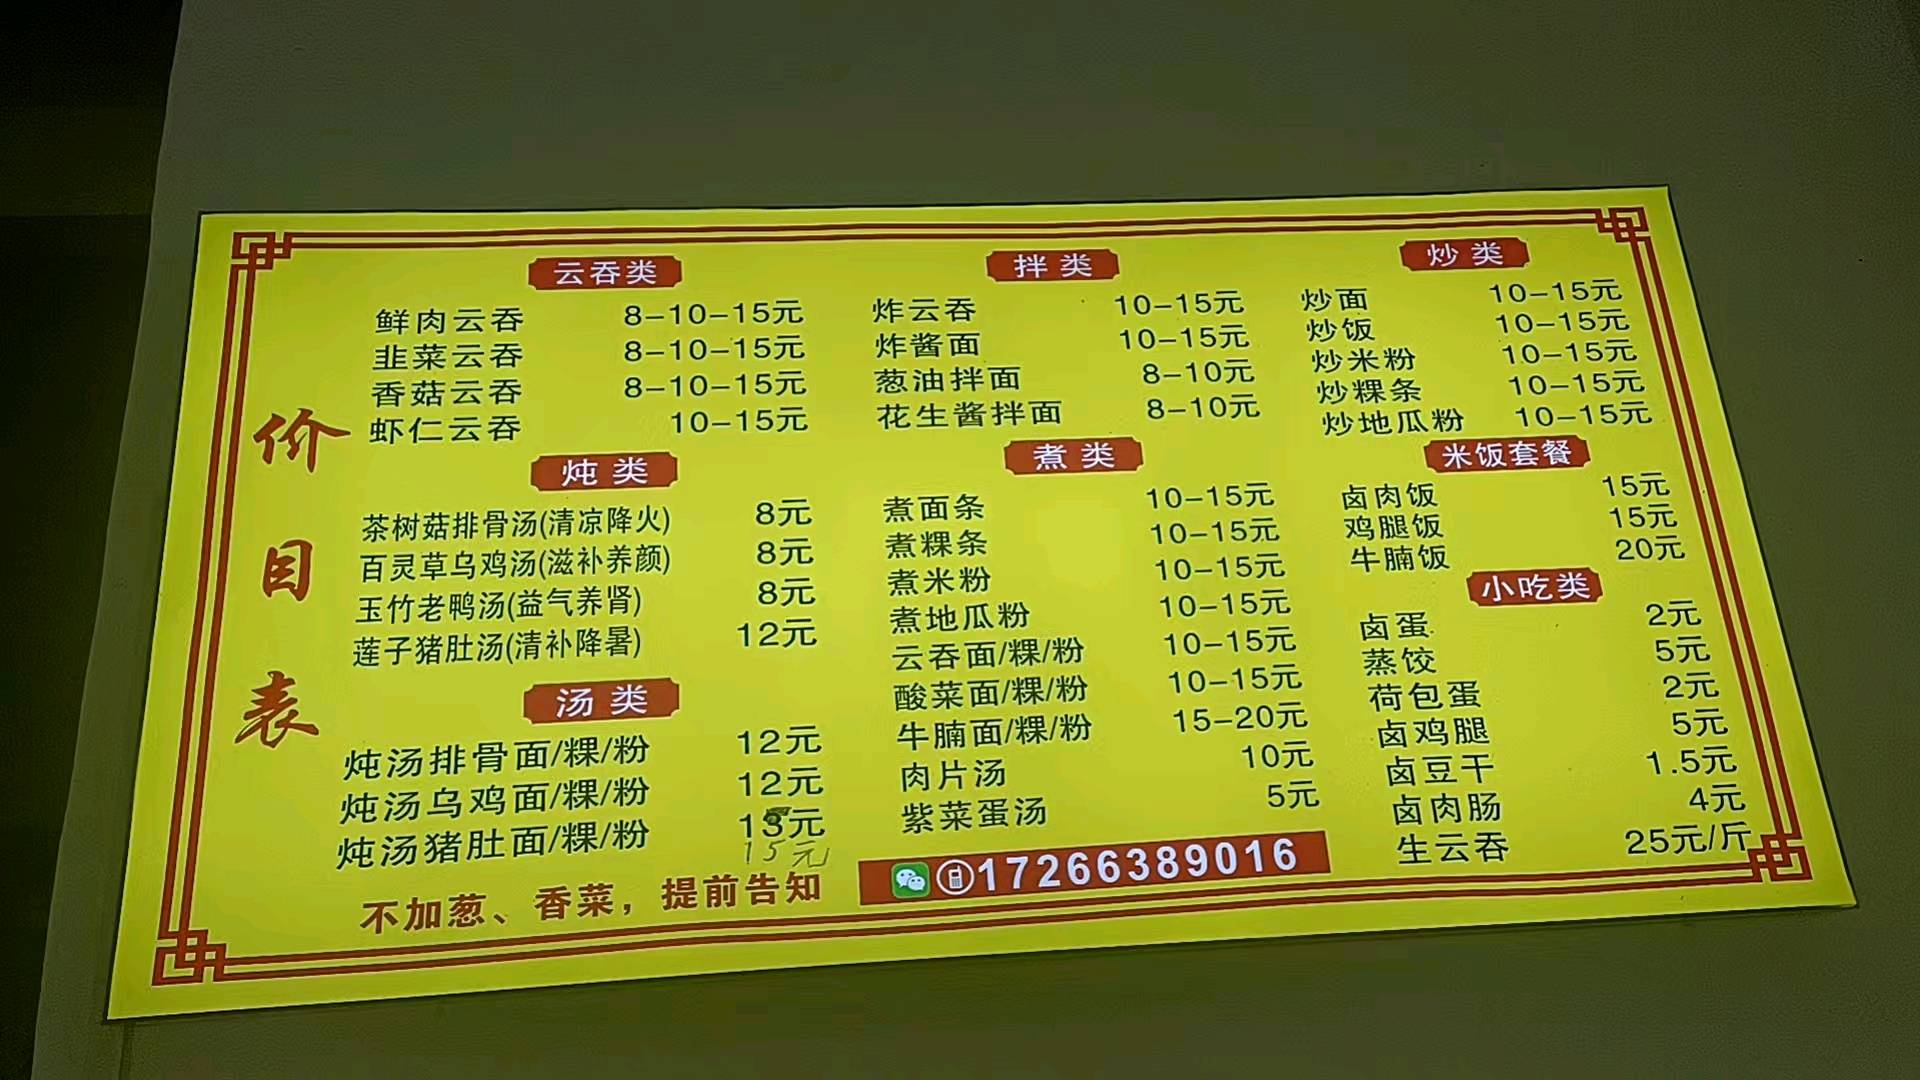 价目表
云吞类
鲜肉云吞 8-10-15元
韭菜云吞 8-10-15元
香菇云吞 8-10-15元
虾仁云吞 10-15元
炖类
茶树菇排骨汤(清凉降火) 8元
百灵草乌鸡汤(滋补养颜) 8元
玉竹老鸭汤(益气养肾) 8元
莲子猪肚汤(清补降暑) 12元
汤类
炖汤排骨面/粿/粉 12元
炖汤乌鸡面/粿/粉 12元
炖汤猪肚面/粿/粉 13元
15元
不加葱、香菜，提前告知
拌类
炸云吞 10-15元
炸酱面 10-15元
葱油拌面 8-10元
花生酱拌面 8-10元
煮类
煮面条 10-15元
煮粿条 10-15元
煮米粉 10-15元
煮地瓜粉 10-15元
云吞面/粿/粉 10-15元
酸菜面/粿/粉 10-15元
牛腩面/粿/粉 15-20元
肉片汤 10元
紫菜蛋汤 5元
17266389016
炒类
炒面 10-15元
炒饭 10-15元
炒米粉 10-15元
炒粿条 10-15元
炒地瓜粉 10-15元
米饭套餐
卤肉饭 15元
鸡腿饭 15元
牛腩饭 20元
小吃类
卤蛋 2元
蒸饺 5元
荷包蛋 2元
卤鸡腿 5元
卤豆干 1.5元
卤肉肠 4元
生云吞 25元/斤